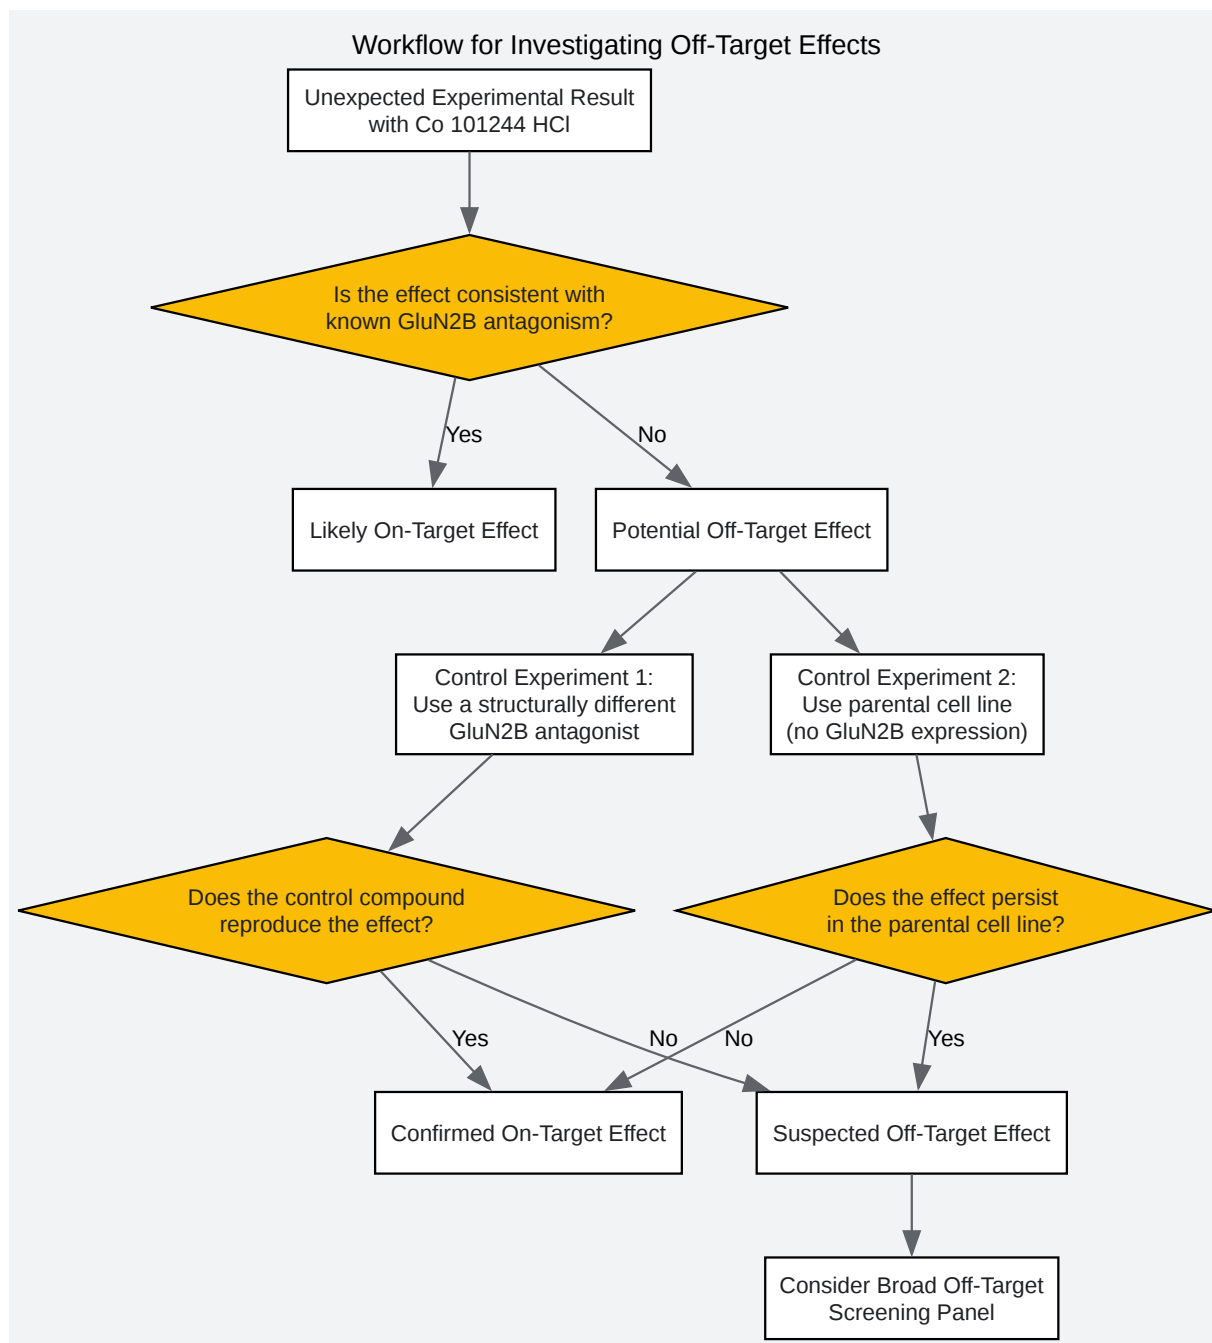 Workflow for Investigating Off-Target Effects
Unexpected Experimental Result
with Co 101244 HCl
Is the effect consistent with
known GluN2B antagonism?
Yes
No
Likely On-Target Effect
Potential Off-Target Effect
Control Experiment 1:
Use a structurally different
GluN2B antagonist
Control Experiment 2:
Use parental cell line
(no GluN2B expression)
Does the control compound
reproduce the effect?
Does the effect persist
in the parental cell line?
Yes
No
No
Yes
Confirmed On-Target Effect
Suspected Off-Target Effect
Consider Broad Off-Target
Screening Panel